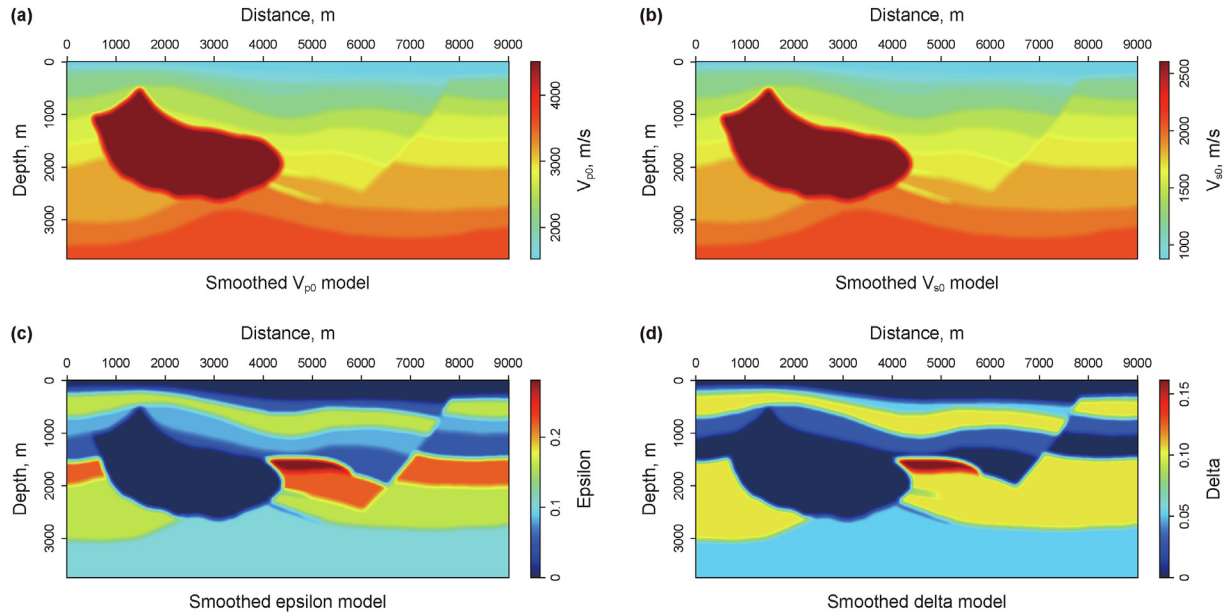 (a)
Distance, m
0 1000 2000 3000 4000 5000 6000 7000 8000 9000
0
1000
2000
3000
Depth, m
4000
3000
2000
Vp0, m/s
Smoothed Vp0 model
(b)
Distance, m
0 1000 2000 3000 4000 5000 6000 7000 8000 9000
0
1000
2000
3000
Depth, m
2500
2000
1500
1000
Vs0, m/s
Smoothed Vs0 model
(c)
Distance, m
0 1000 2000 3000 4000 5000 6000 7000 8000 9000
0
1000
2000
3000
Depth, m
0.2
0.1
0
Epsilon
Smoothed epsilon model
(d)
Distance, m
0 1000 2000 3000 4000 5000 6000 7000 8000 9000
0
1000
2000
3000
Depth, m
0.15
0.10
0.05
0
Delta
Smoothed delta model